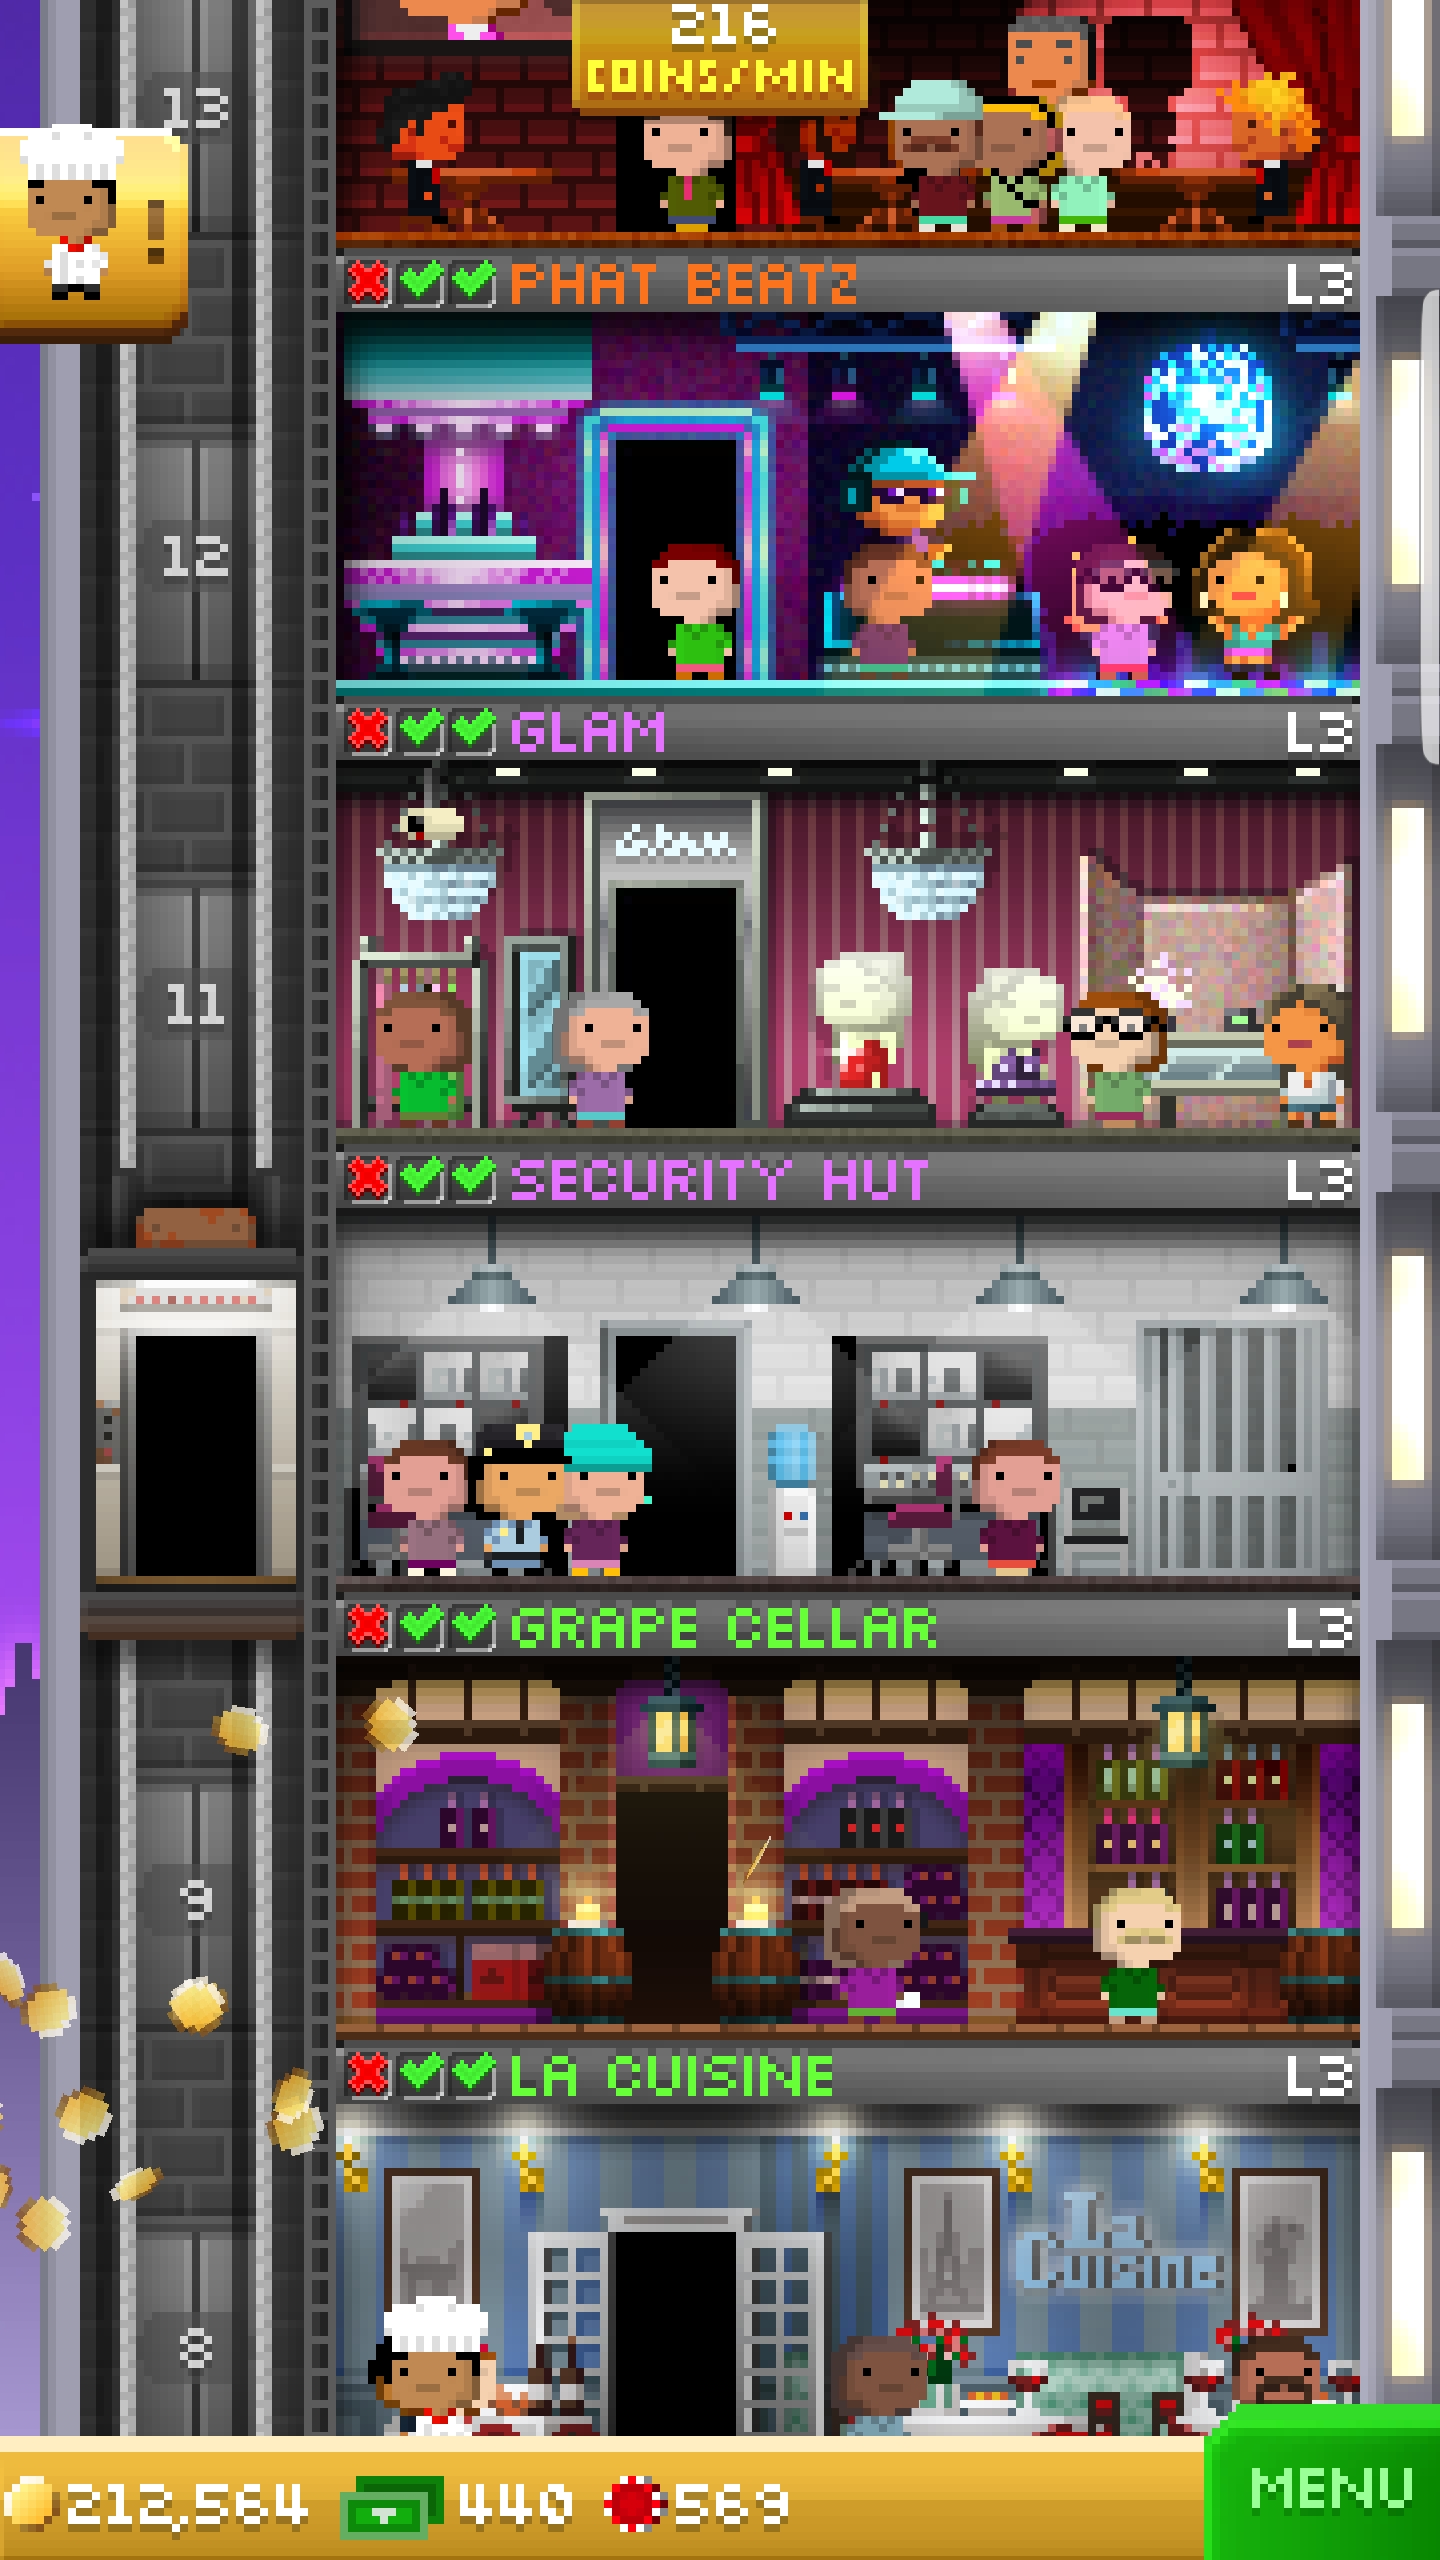 216
COINS/MIN
13
PHAT BEATZ L3
12
GLAM L3
Glam
11
SECURITY HUT L3
GRAPE CELLAR L3
9
LA CUISINE L3
La
Cuisine
8
212,564 440 569
MENU